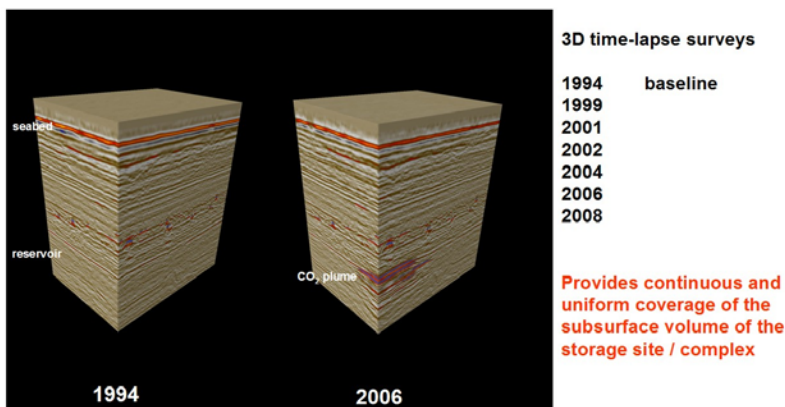 seabed
reservoir
1994
CO₂ plume
2006
3D time-lapse surveys
1994 baseline
1999
2001
2002
2004
2006
2008
Provides continuous and
uniform coverage of the
subsurface volume of the
storage site / complex